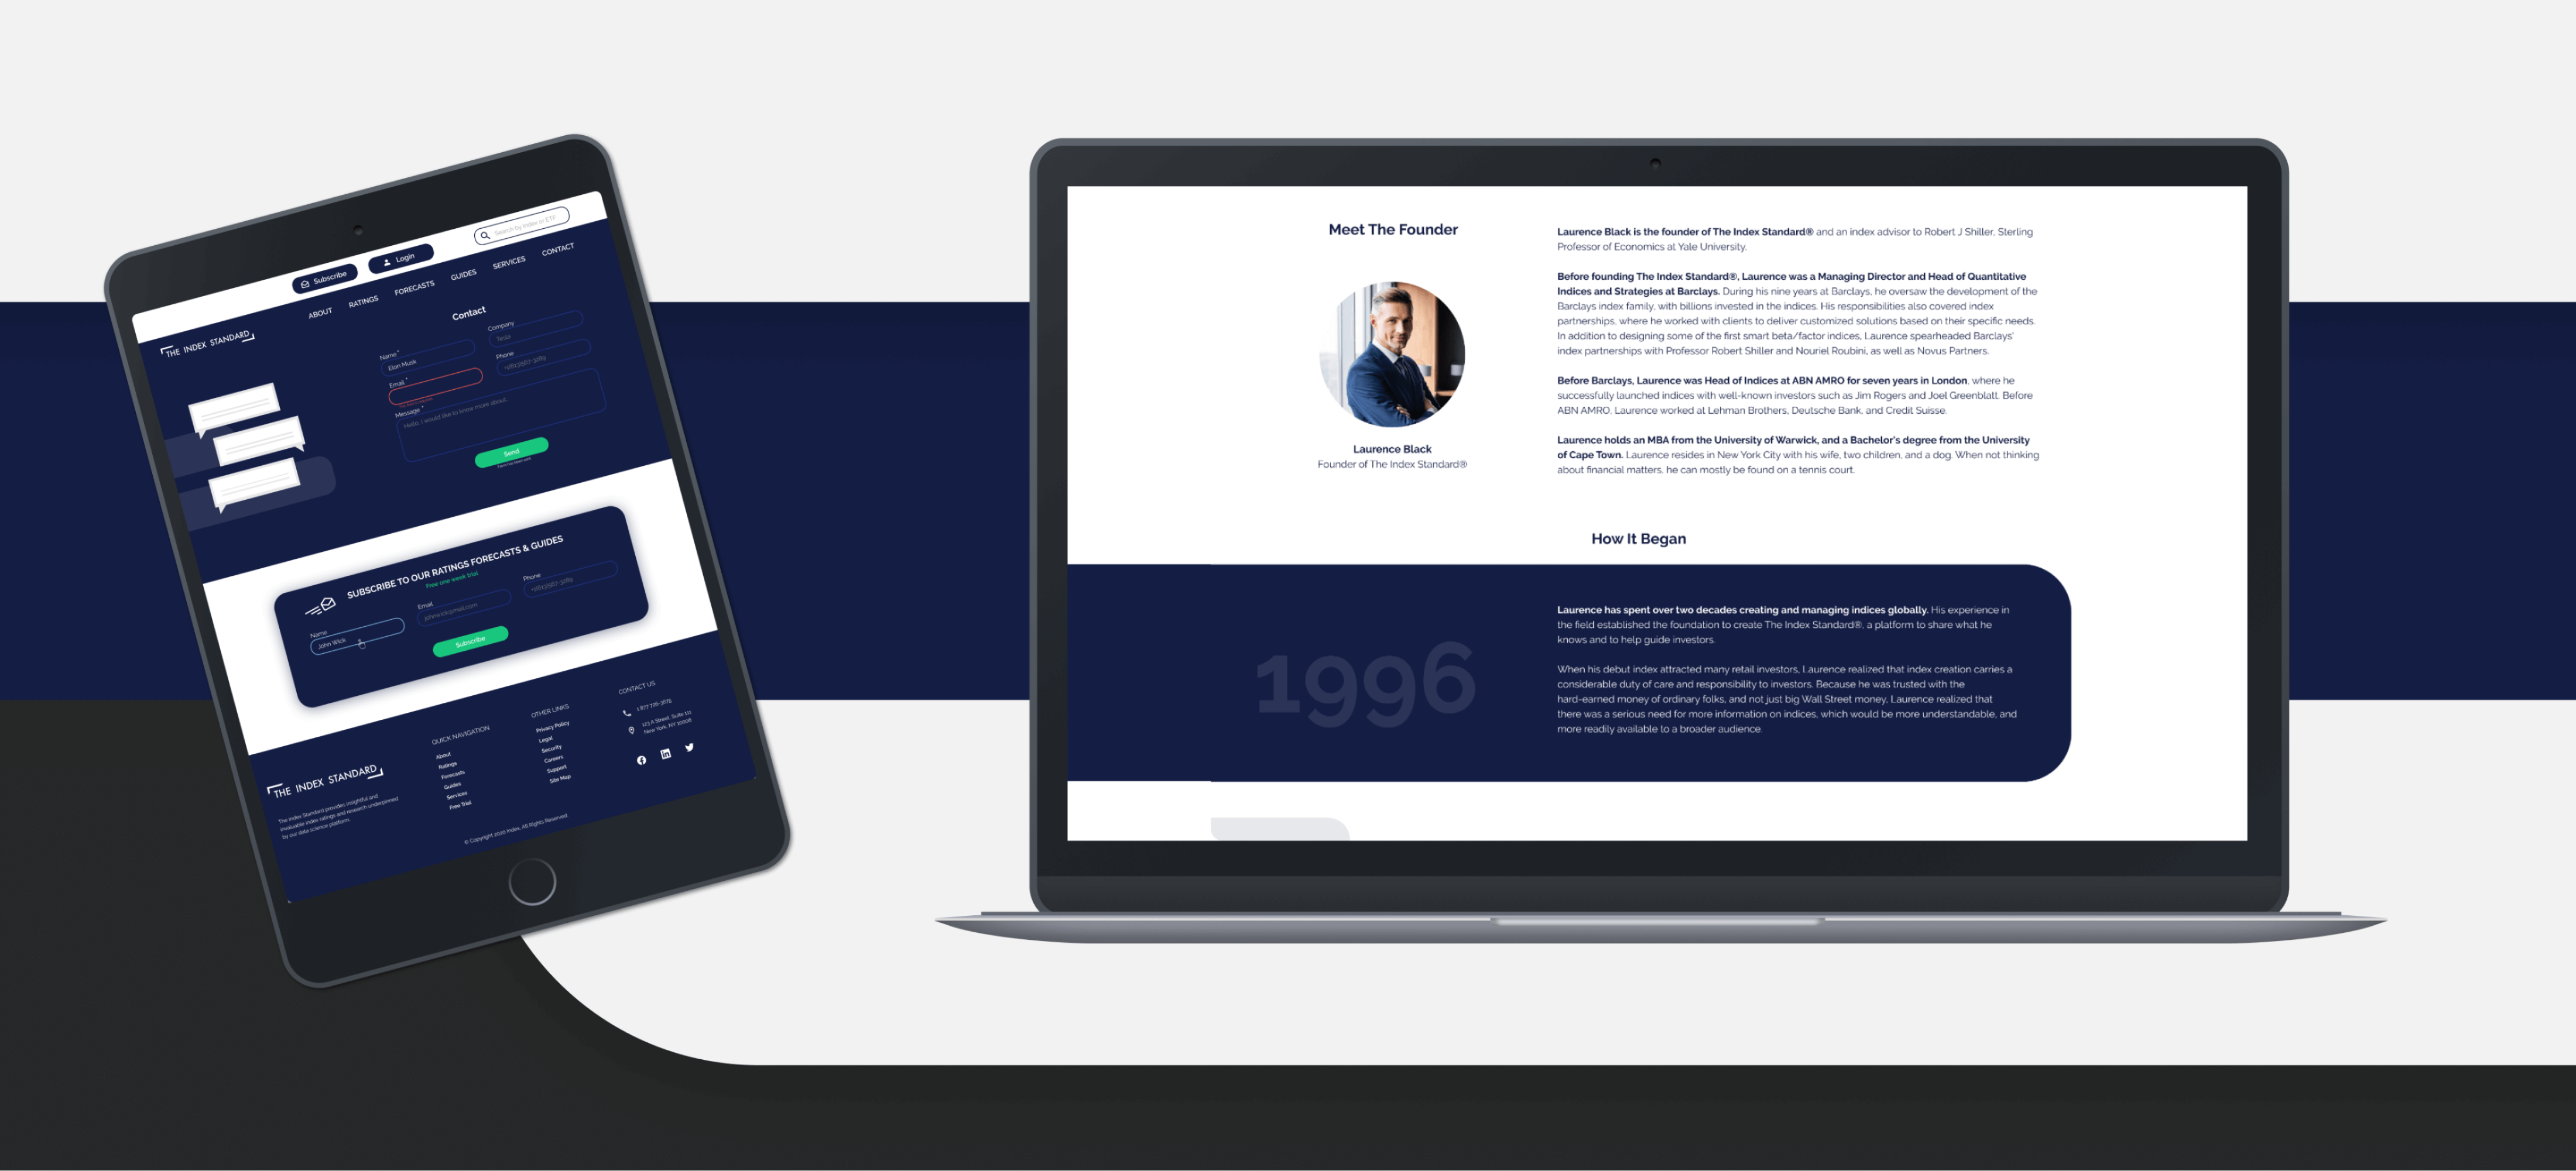 Subscribe
Login
Search by Index or ETF
THE INDEX STANDARD
ABOUT
RATINGS
FORECASTS
GUIDES
SERVICES
CONTACT
Contact
Name *
Elon Musk
Company
Tesla
Email *
Phone
Message *
Hello, I would like to know more about...
Send
SUBSCRIBE TO OUR RATINGS FORECASTS & GUIDES
Free one week trial
Name
John Wick
Email
johnwick@mail.com
Phone
Subscribe
THE INDEX STANDARD
The Index Standard provides insightful and
invaluable index ratings and research underpinned
by our data science platform.
QUICK NAVIGATION
About
Ratings
Forecasts
Guides
Services
Free Trial
OTHER LINKS
Privacy Policy
Legal
Security
Careers
Support
Site Map
CONTACT US
123 A Street, Suite 111
New York, NY 10006
© Copyright 2020 Index, All Rights Reserved.
Meet The Founder
Laurence Black
Founder of The Index Standard®
Laurence Black is the founder of The Index Standard® and an index advisor to Robert J Shiller, Sterling
Professor of Economics at Yale University.
Before founding The Index Standard®, Laurence was a Managing Director and Head of Quantitative
Indices and Strategies at Barclays. During his nine years at Barclays, he oversaw the development of the
Barclays index family, with billions invested in the indices. His responsibilities also covered index
partnerships, where he worked with clients to deliver customized solutions based on their specific needs.
In addition to designing some of the first smart beta/factor indices, Laurence spearheaded Barclays'
index partnerships with Professor Robert Shiller and Nouriel Roubini, as well as Novus Partners.
Before Barclays, Laurence was Head of Indices at ABN AMRO for seven years in London, where he
successfully launched indices with well-known investors such as Jim Rogers and Joel Greenblatt. Before
ABN AMRO, Laurence worked at Lehman Brothers, Deutsche Bank, and Credit Suisse.
Laurence holds an MBA from the University of Warwick, and a Bachelor's degree from the University
of Cape Town. Laurence resides in New York City with his wife, two children, and a dog. When not thinking
about financial matters, he can mostly be found on a tennis court.
How It Began
1996
Laurence has spent over two decades creating and managing indices globally. His experience in
the field established the foundation to create The Index Standard®, a platform to share what he
knows and to help guide investors.
When his debut index attracted many retail investors, Laurence realized that index creation carries a
considerable duty of care and responsibility to investors. Because he was trusted with the
hard-earned money of ordinary folks, and not just big Wall Street money, Laurence realized that
there was a serious need for more information on indices, which would be more understandable, and
more readily available to a broader audience.